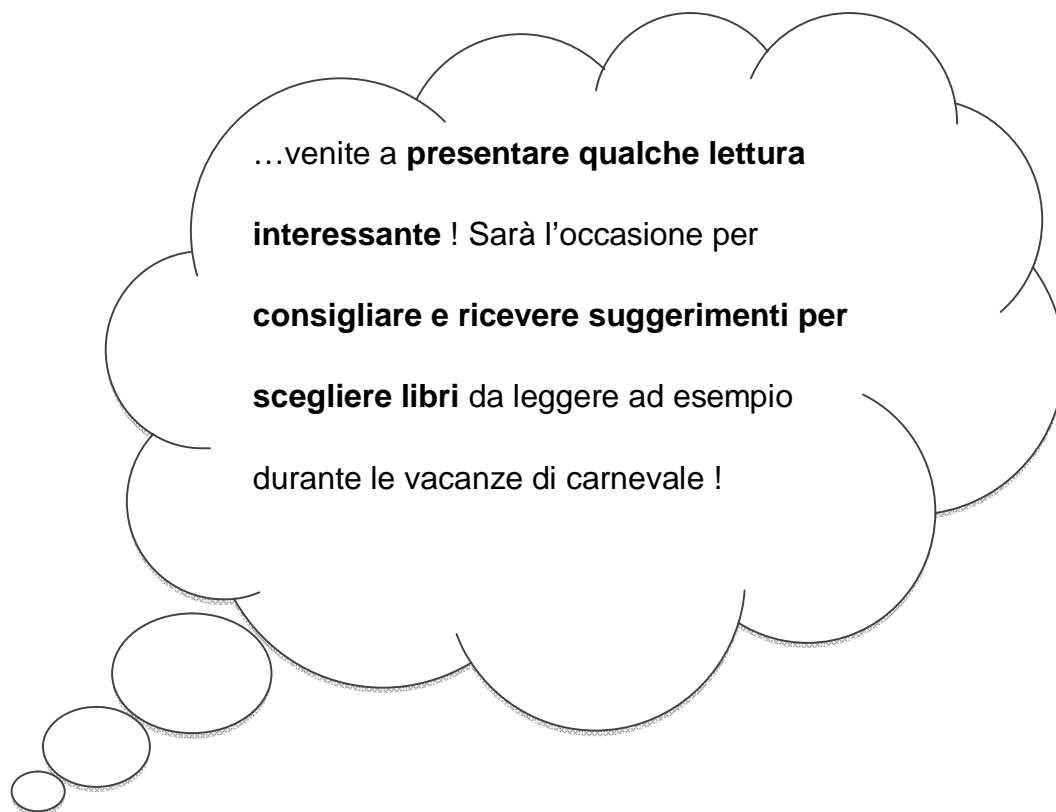 …venite a presentare qualche lettura
interessante ! Sarà l’occasione per
consigliare e ricevere suggerimenti per
scegliere libri da leggere ad esempio
durante le vacanze di carnevale !